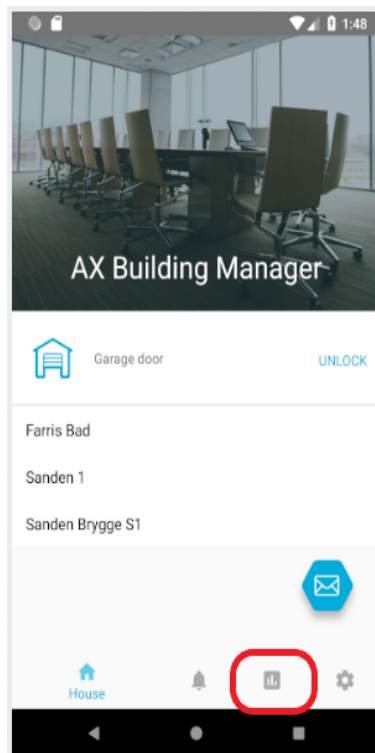 1:48
AX Building Manager
Garage door UNLOCK
Farris Bad
Sanden 1
Sanden Brygge S1
House